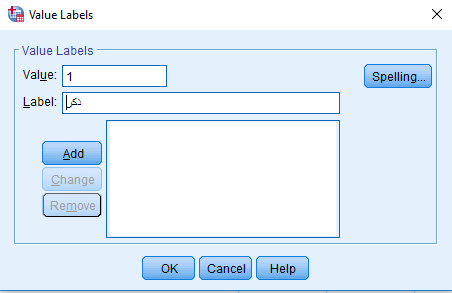 Value Labels
Value Labels
Value: 1
Spelling...
Label: ذكر
Add
Change
Remove
OK Cancel Help